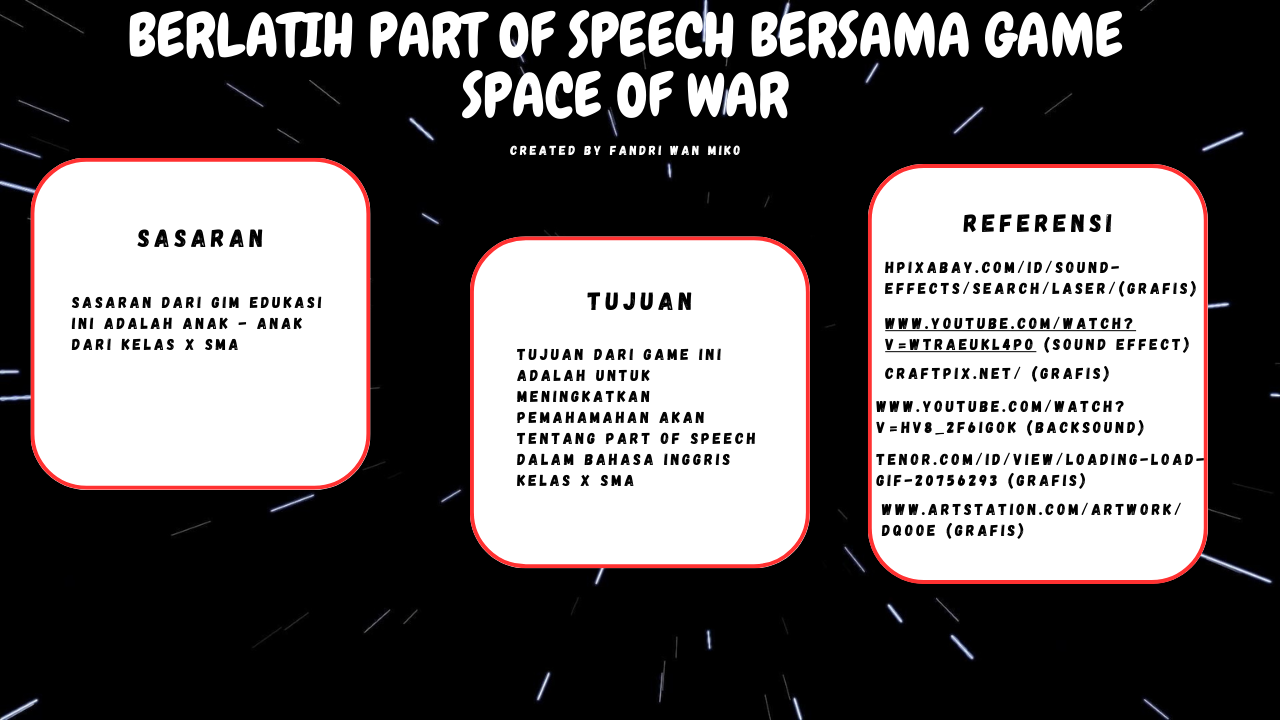 BERLATIH PART OF SPEECH BERSAMA GAME
SPACE OF WAR
CREATED BY FANDRI WAN MIKO
SASARAN
SASARAN DARI GIM EDUKASI
INI ADALAH ANAK - ANAK
DARI KELAS X SMA
TUJUAN
TUJUAN DARI GAME INI
ADALAH UNTUK
MENINGKATKAN
PEMAHAMAHAN AKAN
TENTANG PART OF SPEECH
DALAM BAHASA INGGRIS
KELAS X SMA
REFERENSI
HPIXABAY.COM/ID/SOUND-
EFFECTS/SEARCH/LASER/(GRAFIS)
WWW.YOUTUBE.COM/WATCH?
V=WTRAEUKL4PO (SOUND EFFECT)
CRAFTPIX.NET/ (GRAFIS)
WWW.YOUTUBE.COM/WATCH?
V=HV8_2F6IGOK (BACKSOUND)
TENOR.COM/ID/VIEW/LOADING-LOAD-
GIF-20756293 (GRAFIS)
WWW.ARTSTATION.COM/ARTWORK/
DQOOE (GRAFIS)